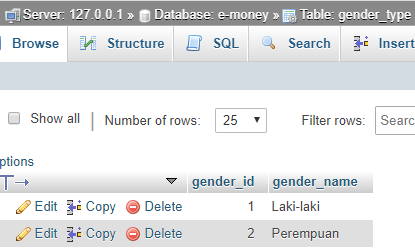 Server: 127.0.0.1 » Database: e-money » Table: gender_type
Browse Structure SQL Search Insert
Show all Number of rows: 25 Filter rows: Sear
ptions
gender_id gender_name
Edit Copy Delete 1 Laki-laki
Edit Copy Delete 2 Perempuan